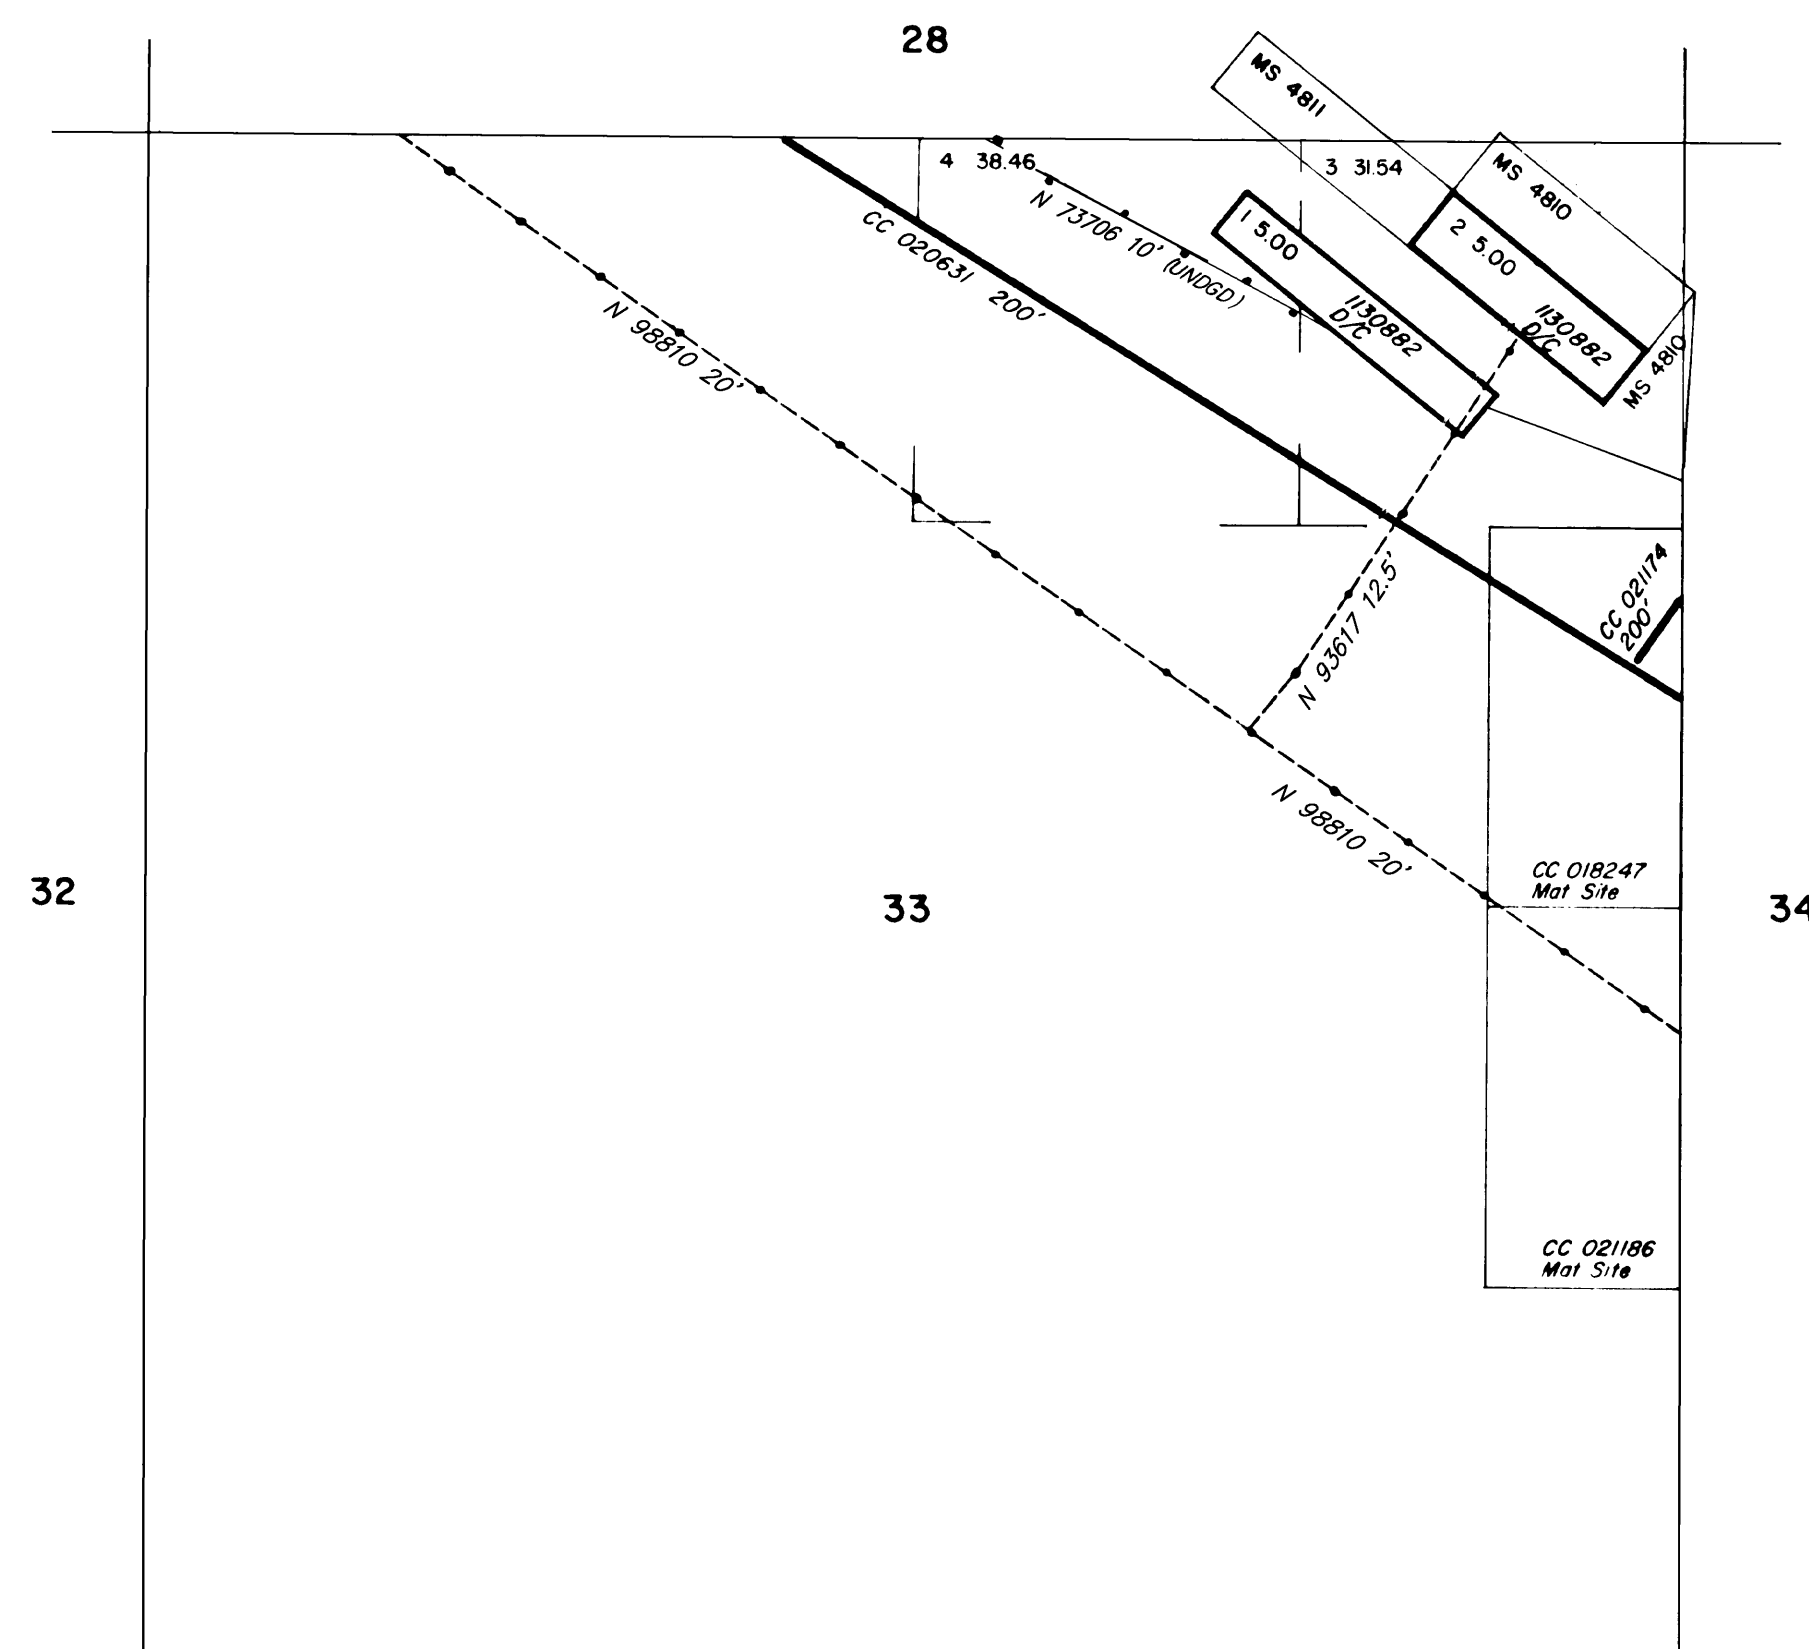 28
MS 4811
MS 4810
4 38.46
3 31.54
N 73706 10' (UNDGD)
1 5.00
2 5.00
CC 020631 200'
1130882
D/C
1130882
D/C
MS 4810
N 98810 20'
CC 021174
200'
N 93617 12.5'
N 98810 20'
CC 018247
Mat Site
32
33
34
CC 021186
Mat Site